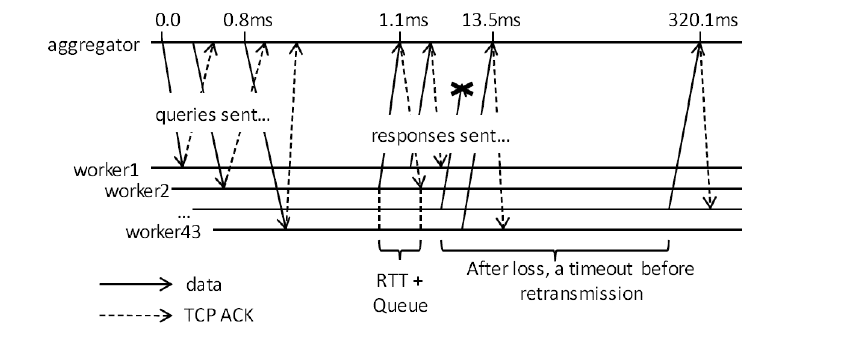 0.0 0.8ms 1.1ms 13.5ms 320.1ms
aggregator
queries sent...
responses sent...
worker1
worker2
...
worker43
RTT +
Queue
After loss, a timeout before
retransmission
data
TCP ACK